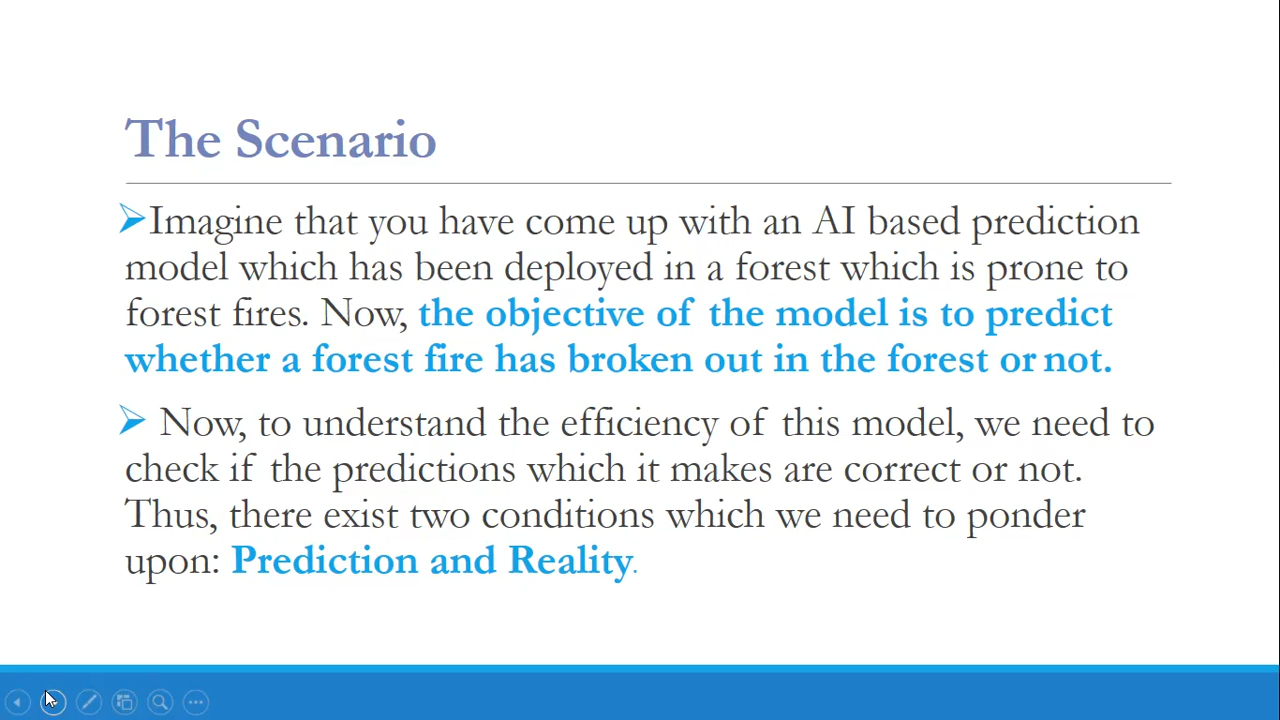 The Scenario
➢Imagine that you have come up with an AI based prediction
model which has been deployed in a forest which is prone to
forest fires. Now, the objective of the model is to predict
whether a forest fire has broken out in the forest or not.
➢ Now, to understand the efficiency of this model, we need to
check if the predictions which it makes are correct or not.
Thus, there exist two conditions which we need to ponder
upon: Prediction and Reality.